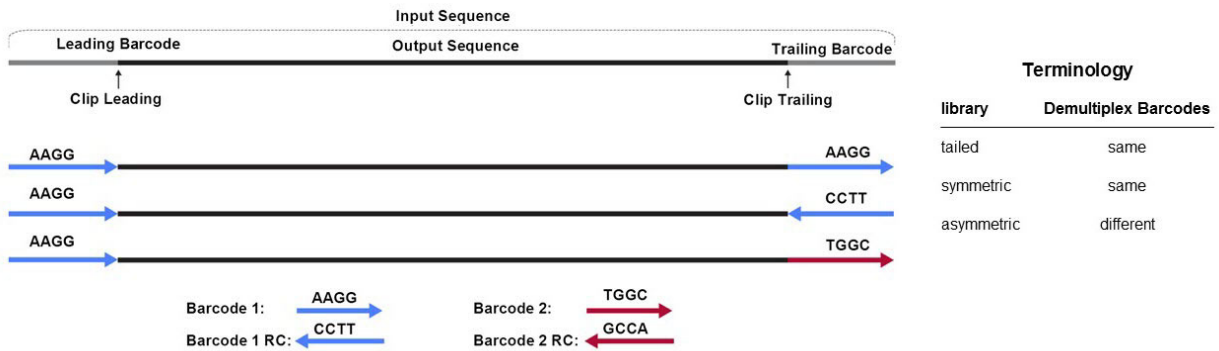 Input Sequence
Leading Barcode Output Sequence Trailing Barcode
Clip Leading Clip Trailing
AAGG AAGG
AAGG CCTT
AAGG TGGC
Barcode 1: AAGG Barcode 2: TGGC
Barcode 1 RC: CCTT Barcode 2 RC: GCCA
Terminology
library Demultiplex Barcodes
tailed same
symmetric same
asymmetric different